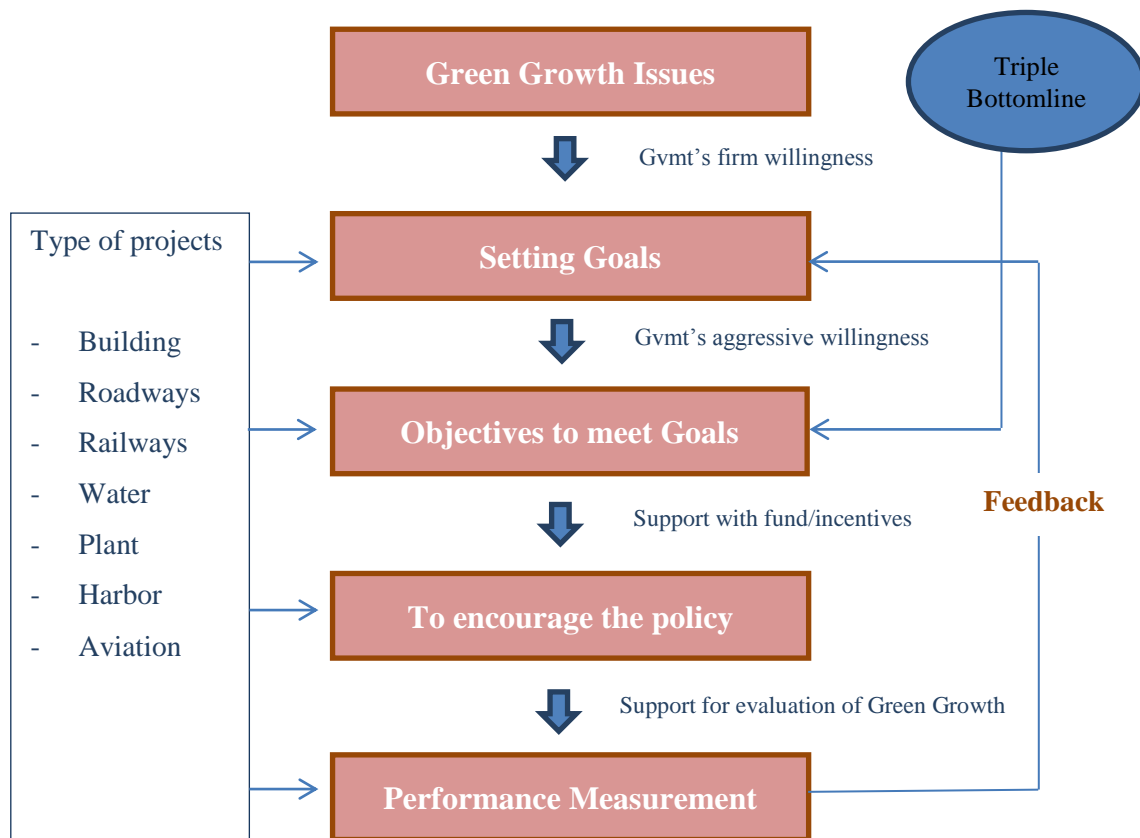 Green Growth Issues
Triple
Bottomline
Gvmt’s firm willingness
Type of projects
Setting Goals
- Building
Gvmt’s aggressive willingness
- Roadways
- Railways
Objectives to meet Goals
- Water
Support with fund/incentives
Feedback
- Plant
- Harbor
To encourage the policy
- Aviation
Support for evaluation of Green Growth
Performance Measurement